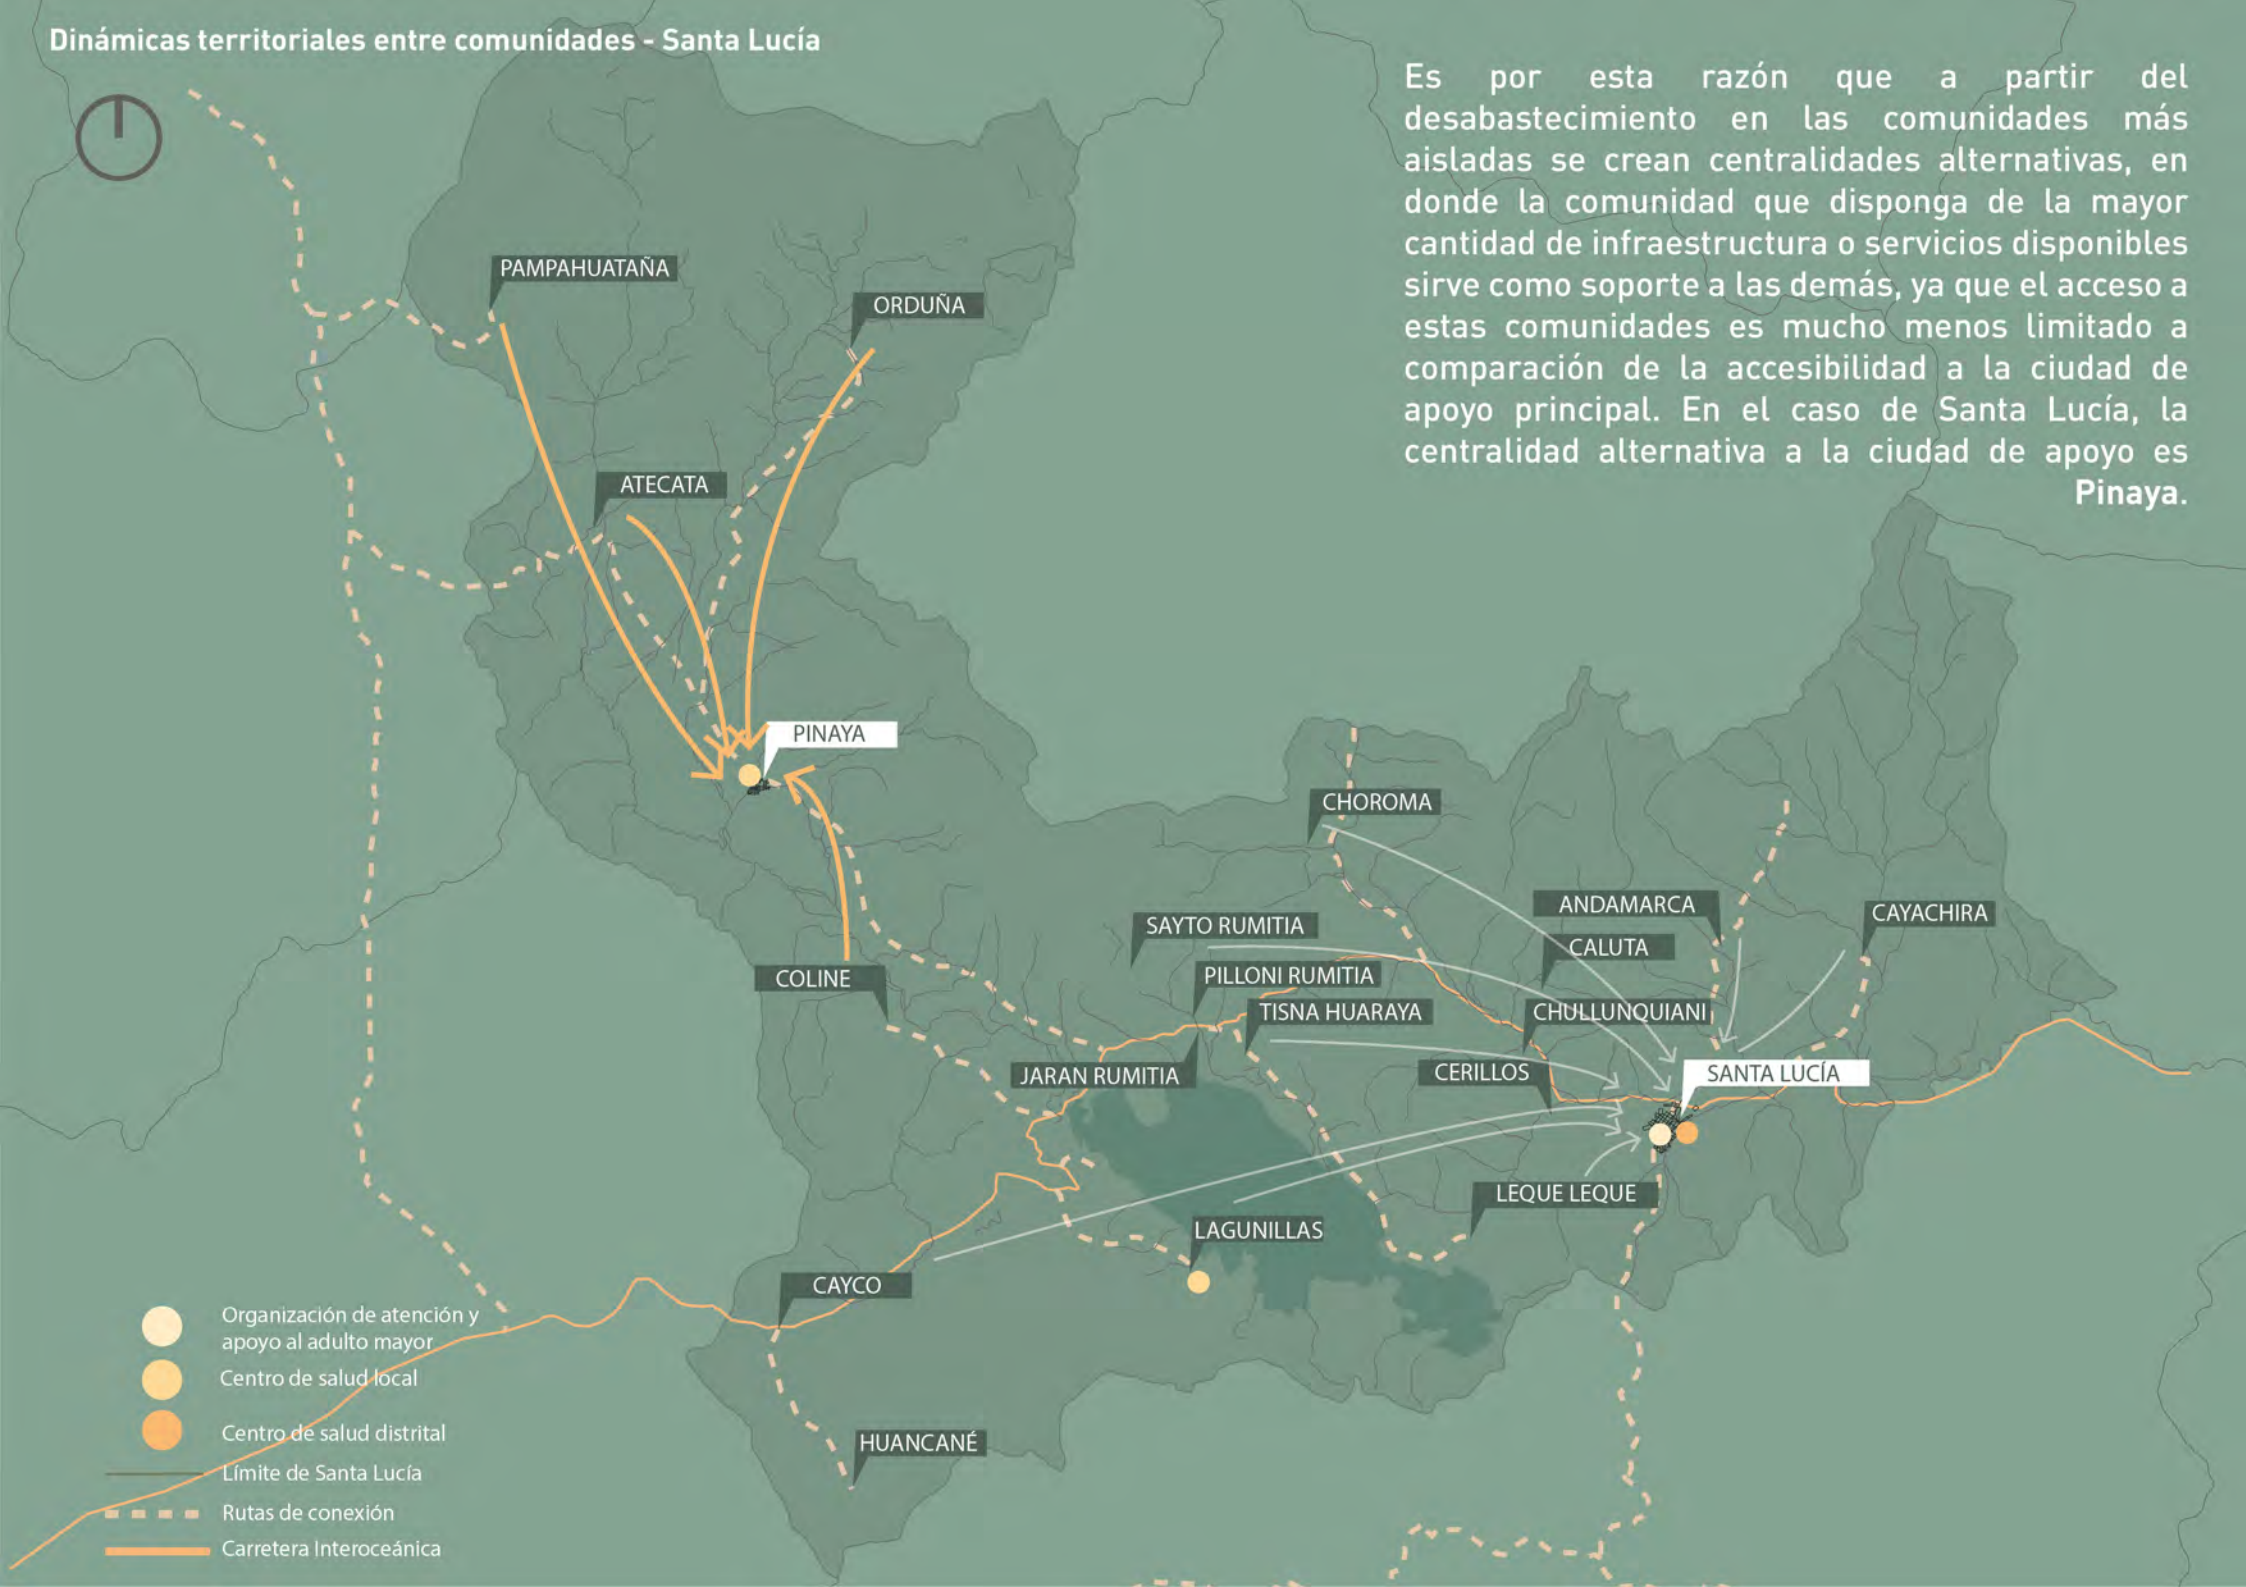 Dinámicas territoriales entre comunidades - Santa Lucía
Es por esta razón que a partir del
desabastecimiento en las comunidades más
aisladas se crean centralidades alternativas, en
donde la comunidad que disponga de la mayor
cantidad de infraestructura o servicios disponibles
sirve como soporte a las demás, ya que el acceso a
estas comunidades es mucho menos limitado a
comparación de la accesibilidad a la ciudad de
apoyo principal. En el caso de Santa Lucía, la
centralidad alternativa a la ciudad de apoyo es
Pinaya.
PAMPAHUATAÑA
ORDUÑA
ATECATA
PINAYA
CHOROMA
ANDAMARCA
CAYACHIRA
SAYTO RUMITIA
CALUTA
COLINE
PILLONI RUMITIA
TISNA HUARAYA
CHULLUNQUIANI
JARAN RUMITIA
CERILLOS
SANTA LUCÍA
LEQUE LEQUE
LAGUNILLAS
CAYCO
HUANCANÉ
Organización de atención y
apoyo al adulto mayor
Centro de salud local
Centro de salud distrital
Límite de Santa Lucía
Rutas de conexión
Carretera Interoceánica